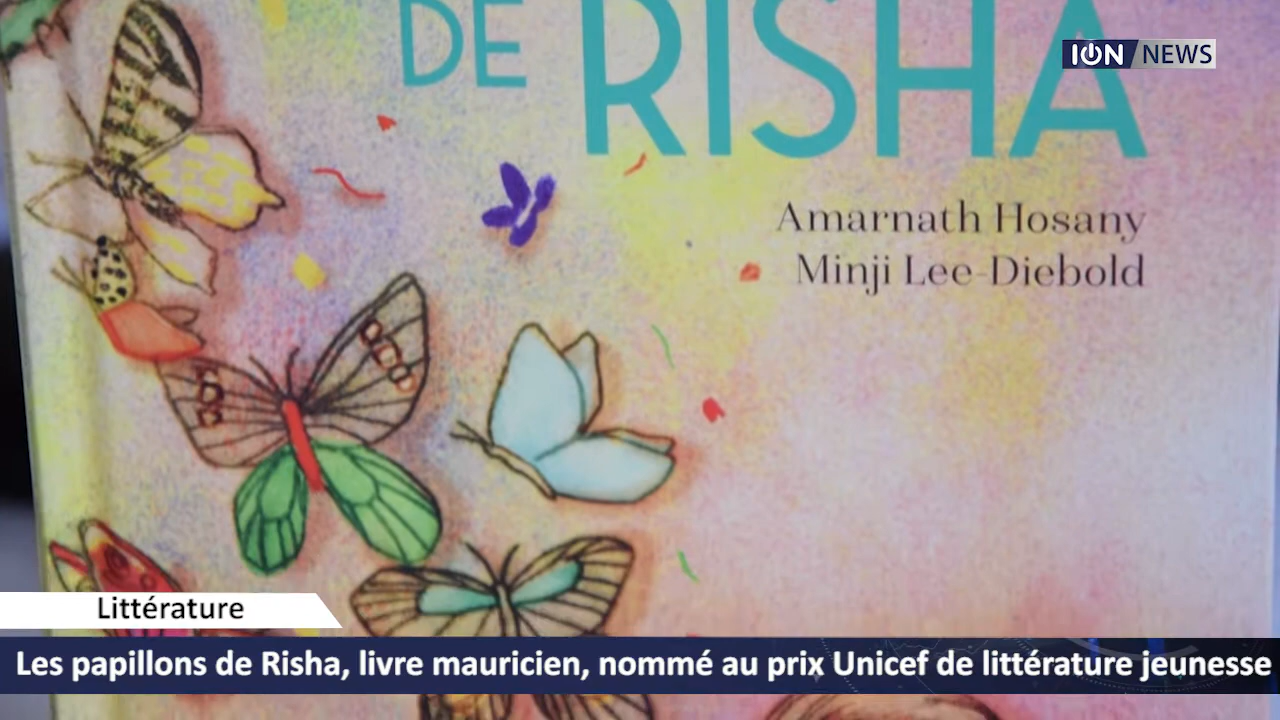 DE RISHA
ION NEWS
Amarnath Hosany
Minji Lee-Diebold
Littérature
Les papillons de Risha, livre mauricien, nommé au prix Unicef de littérature jeunesse